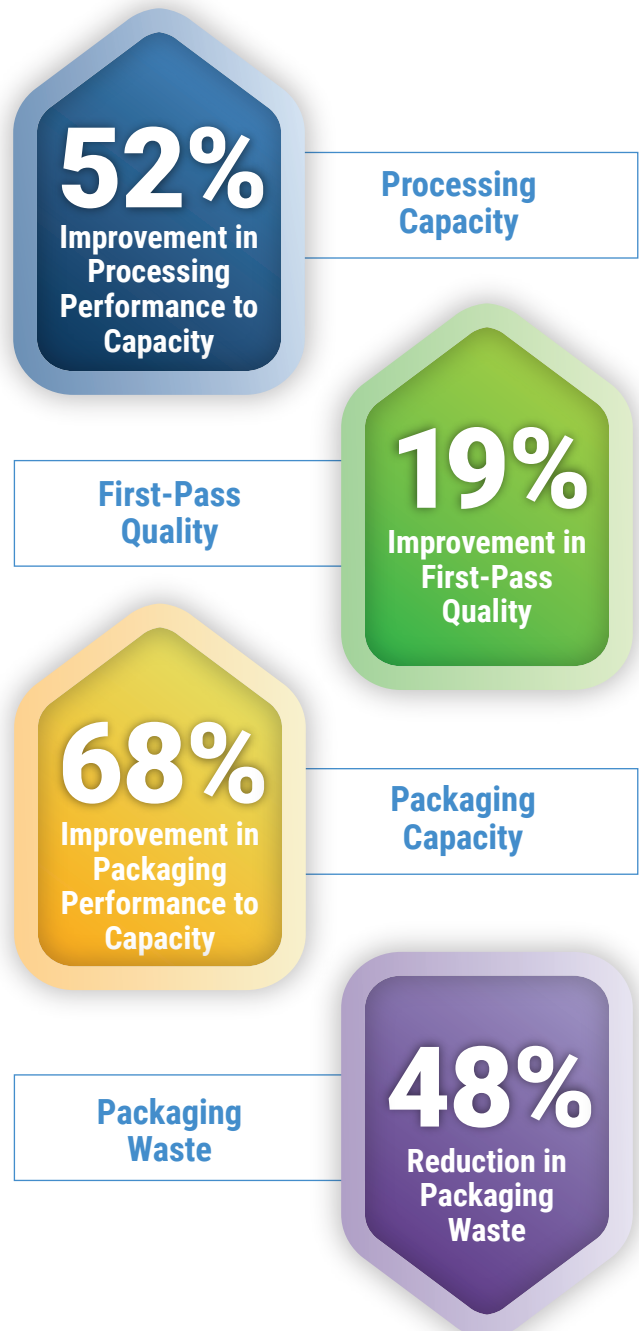 52%
Improvement in
Processing
Performance to
Capacity
Processing
Capacity
First-Pass
Quality
19%
Improvement in
First-Pass
Quality
68%
Improvement in
Packaging
Performance to
Capacity
Packaging
Capacity
Packaging
Waste
48%
Reduction in
Packaging
Waste